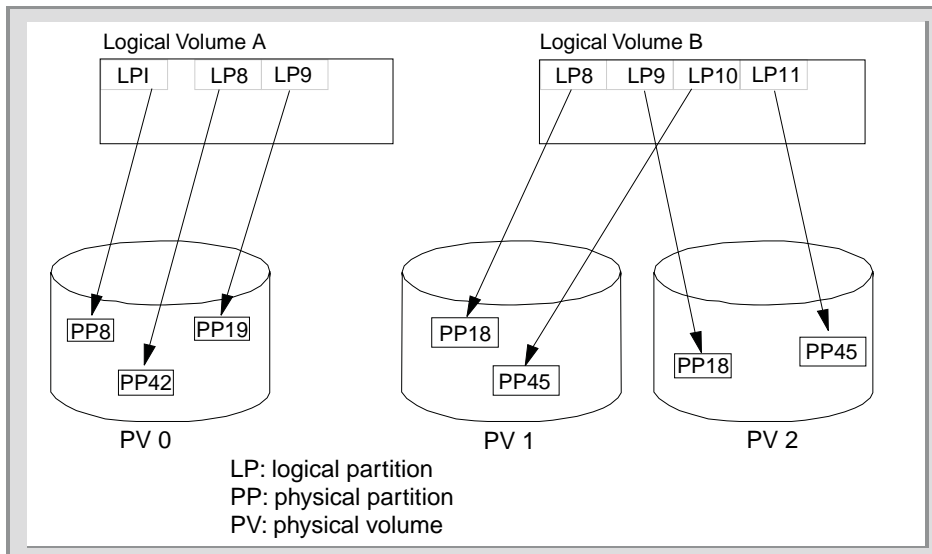 Logical Volume A
Logical Volume B
LPI LP8 LP9
LP8 LP9 LP10 LP11
PP8
PP42
PP19
PP18
PP45
PP18
PP45
PV 0
PV 1
PV 2
LP: logical partition
PP: physical partition
PV: physical volume